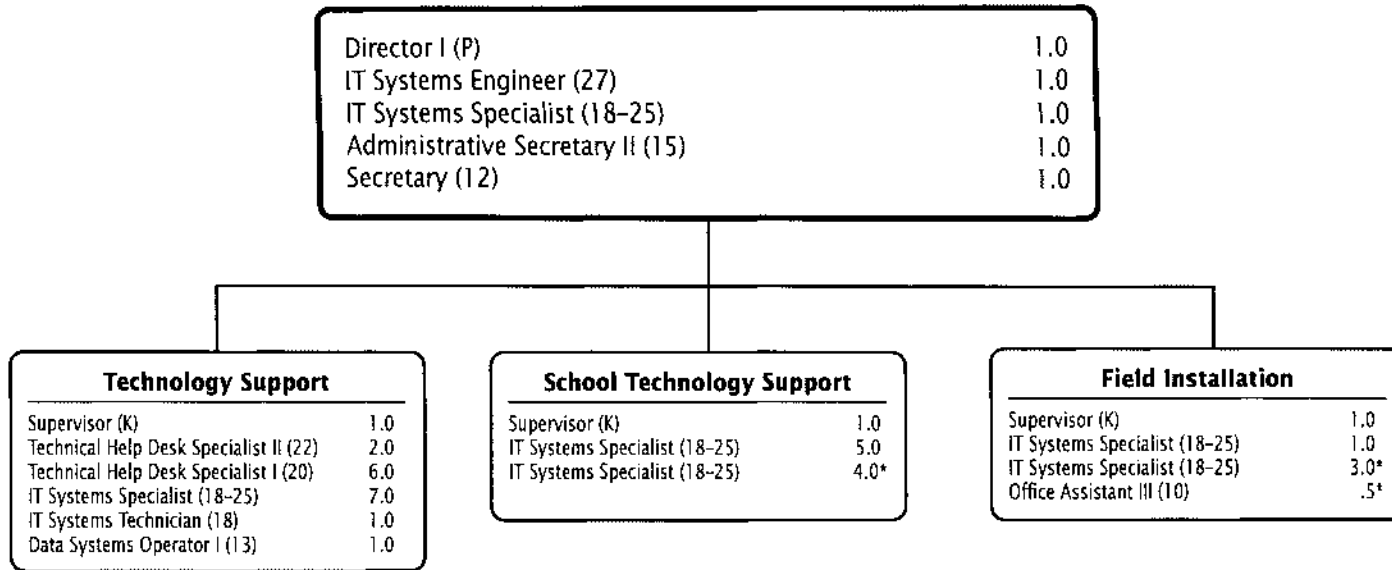 Director I (P) 1.0
IT Systems Engineer (27) 1.0
IT Systems Specialist (18–25) 1.0
Administrative Secretary II (15) 1.0
Secretary (12) 1.0
Technology Support
Supervisor (K) 1.0
Technical Help Desk Specialist II (22) 2.0
Technical Help Desk Specialist I (20) 6.0
IT Systems Specialist (18–25) 7.0
IT Systems Technician (18) 1.0
Data Systems Operator I (13) 1.0
School Technology Support
Supervisor (K) 1.0
IT Systems Specialist (18–25) 5.0
IT Systems Specialist (18–25) 4.0*
Field Installation
Supervisor (K) 1.0
IT Systems Specialist (18–25) 1.0
IT Systems Specialist (18–25) 3.0*
Office Assistant III (10) .5*